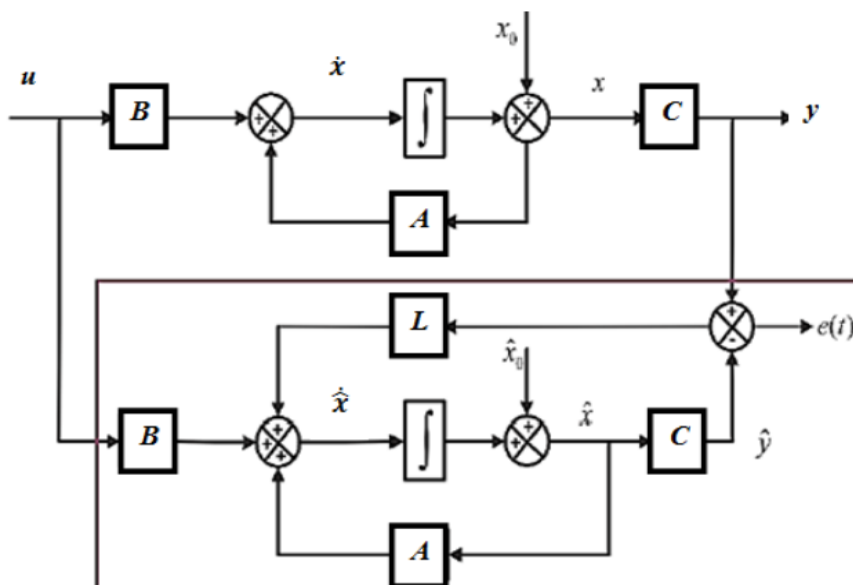 x₀
u
ẋ
x
B
∫
C
y
A
L
e(t)
x̂₀
x̂̇
x̂
B
∫
C
ŷ
A